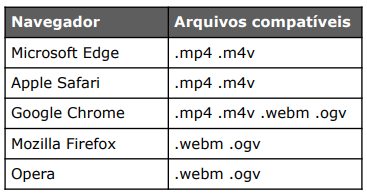 Navegador Arquivos compatíveis
Microsoft Edge .mp4 .m4v
Apple Safari .mp4 .m4v
Google Chrome .mp4 .m4v .webm .ogv
Mozilla Firefox .webm .ogv
Opera .webm .ogv